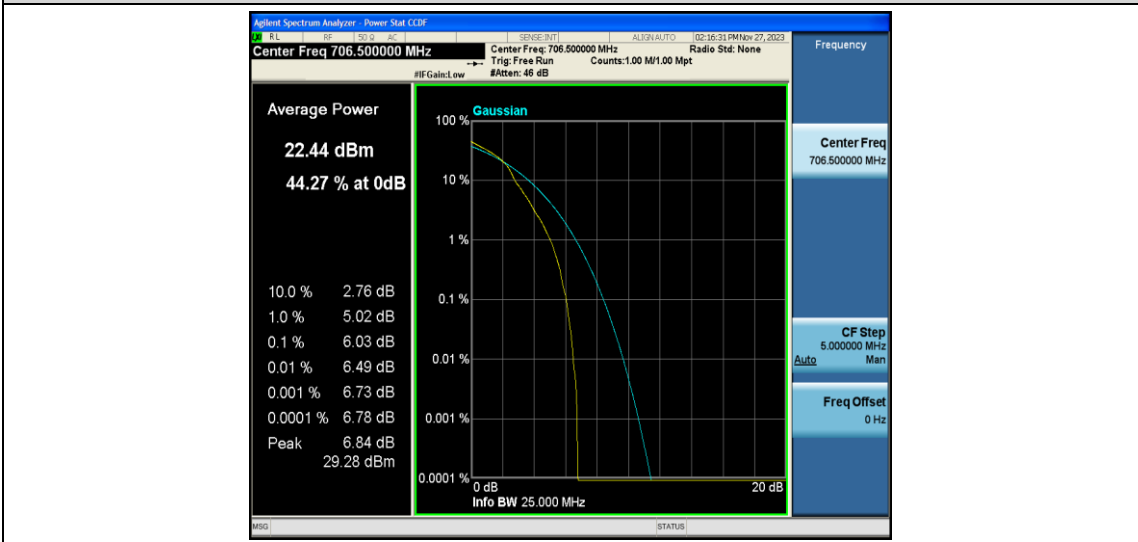 Agilent Spectrum Analyzer - Power Stat CCDF
LXI RL RF 50 Ω AC SENSE:INT ALIGNAUTO 02:16:31 PM Nov 27, 2023
Center Freq 706.500000 MHz
Center Freq: 706.500000 MHz Radio Std: None
Trig: Free Run Counts:1.00 M/1.00 Mpt
#IFGain:Low #Atten: 46 dB
Frequency
Average Power
22.44 dBm
44.27 % at 0dB
10.0 % 2.76 dB
1.0 % 5.02 dB
0.1 % 6.03 dB
0.01 % 6.49 dB
0.001 % 6.73 dB
0.0001 % 6.78 dB
Peak 6.84 dB
29.28 dBm
Gaussian
100 %
10 %
1 %
0.1 %
0.01 %
0.001 %
0.0001 %
0 dB 20 dB
Info BW 25.000 MHz
Center Freq
706.500000 MHz
CF Step
5.000000 MHz
Auto Man
Freq Offset
0 Hz
MSG STATUS